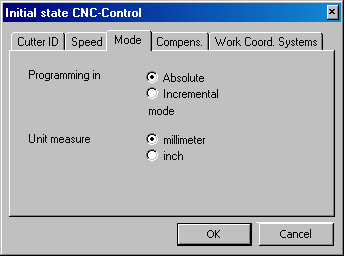 Initial state CNC-Control
Cutter ID Speed Mode Compens. Work Coord. Systems
Programming in Absolute
Incremental
mode
Unit measure millimeter
inch
OK Cancel